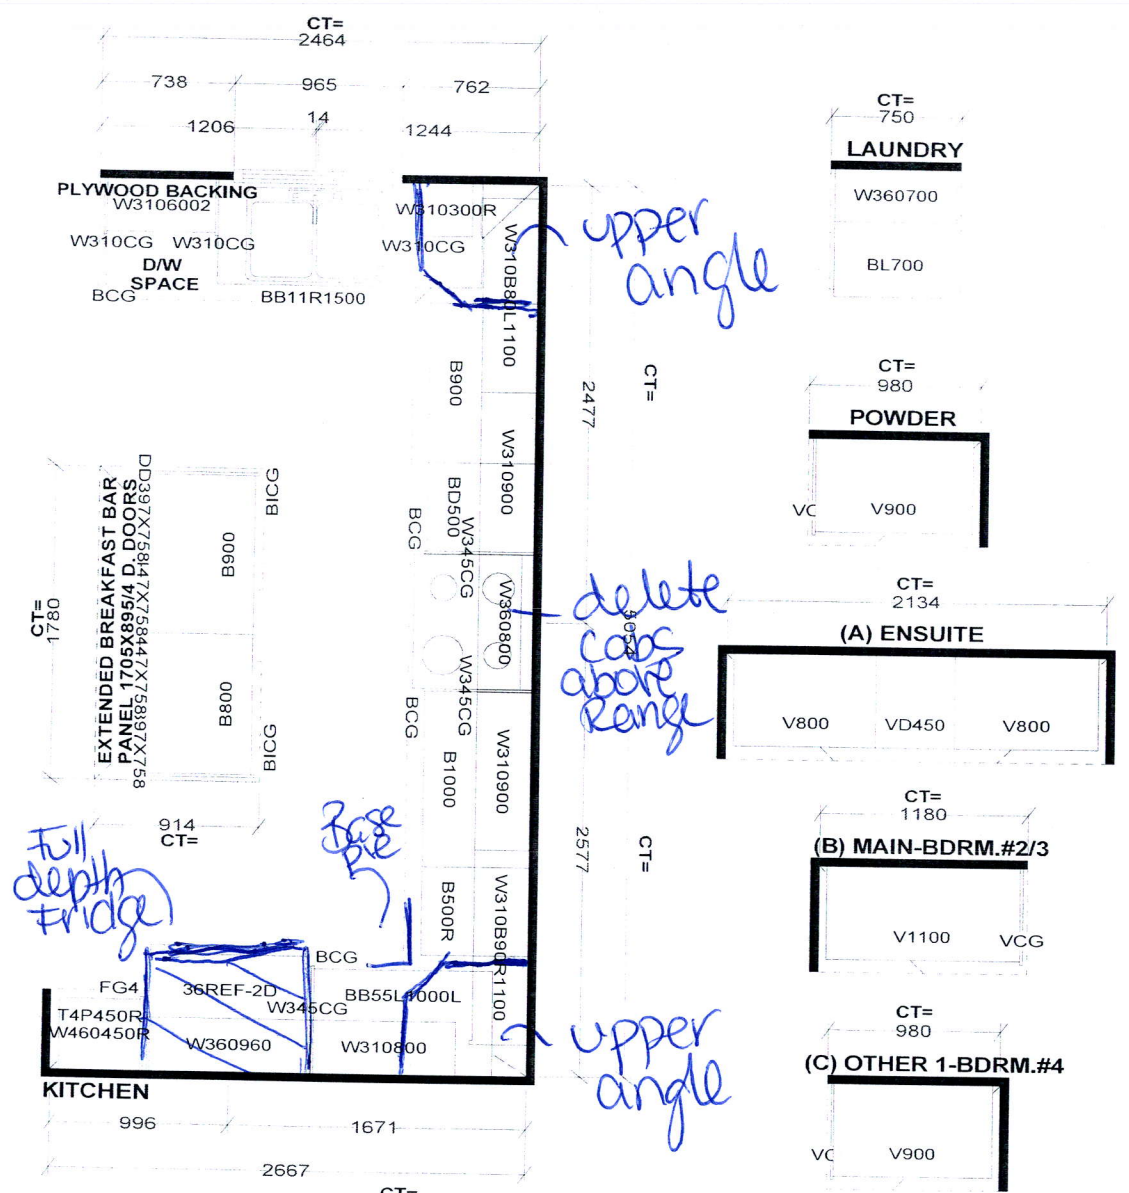 CT=
2464
738 965 762
14
1206 1244
PLYWOOD BACKING
W3106002
W310CG W310CG
D/W
SPACE
BCG
BB11R1500
W310300R
W310CG
W310B80L1100
upper
angle
B900
2477
CT=
W310900
BD500
BCG
W345CG
W360800
delete
cabs
above
Range
5054
W345CG
BCG
B1000
W310900
2577
CT=
B500R
W310B90R1100
CT=
1780
EXTENDED BREAKFAST BAR
PANEL 1705X895/4 D. DOORS
B900
B800
BICG
BICG
914
CT=
Full
depth
Fridge
Base
pie
BCG
FG4
36REF-2D
BB55L1000L
W345CG
T4P450R
W460450R
W360960
W310800
upper
angle
KITCHEN
996 1671
2667
CT=
CT=
750
LAUNDRY
W360700
BL700
CT=
980
POWDER
V900
CT=
2134
(A) ENSUITE
V800 VD450 V800
CT=
1180
(B) MAIN-BDRM.#2/3
V1100 VCG
CT=
980
(C) OTHER 1-BDRM.#4
V900